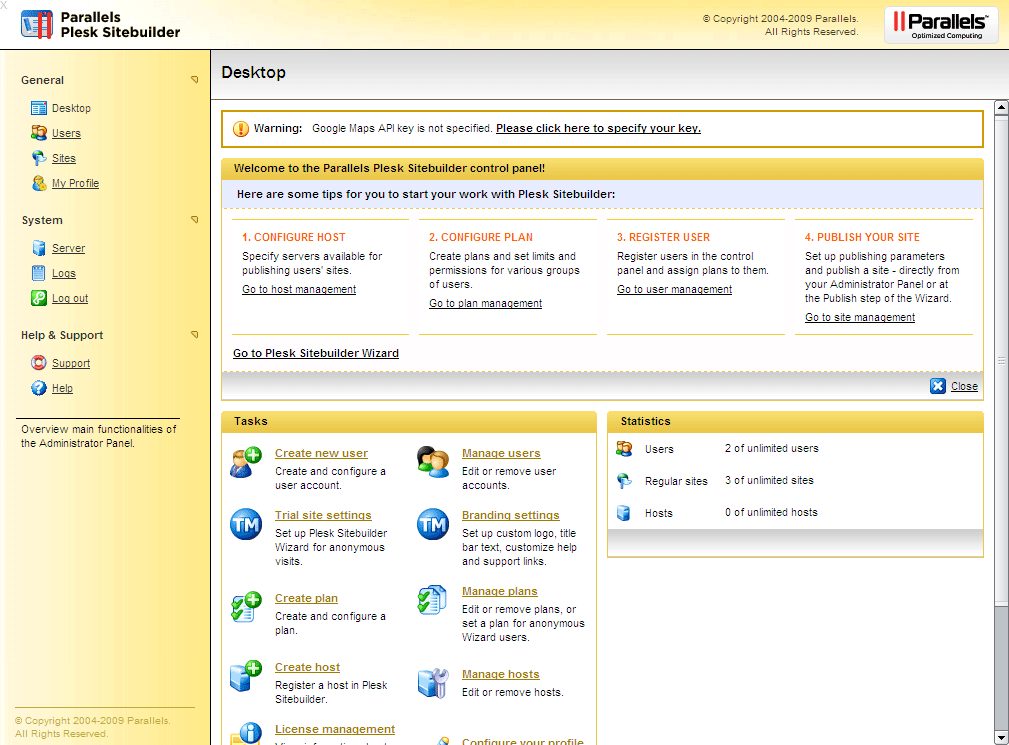 X
Parallels
Plesk Sitebuilder
© Copyright 2004-2009 Parallels.
All Rights Reserved.
Parallels™
Optimized Computing
General
Desktop
Users
Sites
My Profile
System
Server
Logs
Log out
Help & Support
Support
Help
Overview main functionalities of
the Administrator Panel.
© Copyright 2004-2009 Parallels.
All Rights Reserved.
Desktop
Warning: Google Maps API key is not specified. Please click here to specify your key.
Welcome to the Parallels Plesk Sitebuilder control panel!
Here are some tips for you to start your work with Plesk Sitebuilder:
1. CONFIGURE HOST
Specify servers available for
publishing users' sites.
Go to host management
2. CONFIGURE PLAN
Create plans and set limits and
permissions for various groups
of users.
Go to plan management
3. REGISTER USER
Register users in the control
panel and assign plans to them.
Go to user management
4. PUBLISH YOUR SITE
Set up publishing parameters
and publish a site - directly from
your Administrator Panel or at
the Publish step of the Wizard.
Go to site management
Go to Plesk Sitebuilder Wizard
Close
Tasks
Create new user
Create and configure a
user account.
Manage users
Edit or remove user
accounts.
TM
Trial site settings
Set up Plesk Sitebuilder
Wizard for anonymous
visits.
TM
Branding settings
Set up custom logo, title
bar text, customize help
and support links.
Create plan
Create and configure a
plan.
Manage plans
Edit or remove plans, or
set a plan for anonymous
Wizard users.
Create host
Register a host in Plesk
Sitebuilder.
Manage hosts
Edit or remove hosts.
License management
Configure your profile
Statistics
Users 2 of unlimited users
Regular sites 3 of unlimited sites
Hosts 0 of unlimited hosts